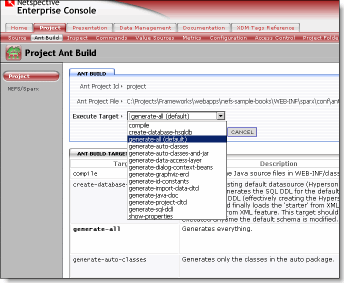 Netspective
Enterprise Console
Home Project Presentation Data Management Documentation XDM Tags Reference
Source Ant Build Inspect Commands Value Sources Metrics Configuration Access Control Project Folder
Project Ant Build
Project
NEFS/Sparx
ANT BUILD
Ant Project Id : project
Ant Project File : C:\Projects\Frameworks\webapps\nefs-sample-books\WEB-INF\sparx\conf\ant
Execute Target : generate-all (default)
compile
create-database-hsqldb
generate-all (default)
generate-auto-classes
generate-auto-classes-and-jar
generate-data-access-layer
generate-dialog-context-beans
generate-graphviz-erd
generate-id-constants
generate-import-data-dtd
generate-java-doc
generate-project-dtd
generate-sql-ddl
show-properties
CANCEL
ANT BUILD-TARGET
Description
compile
the Java source files in WEB-INF/class
create-database
existing default datasource (Hyperson
generates the SQL DDL for the default
DDL (effectively creating the Hyperso
and finally loads the 'starter' from XML
from XML feature. This target should
the default schema is modified.
generate-all Generates everything.
generate-auto-classes Generates only the classes in the auto package.